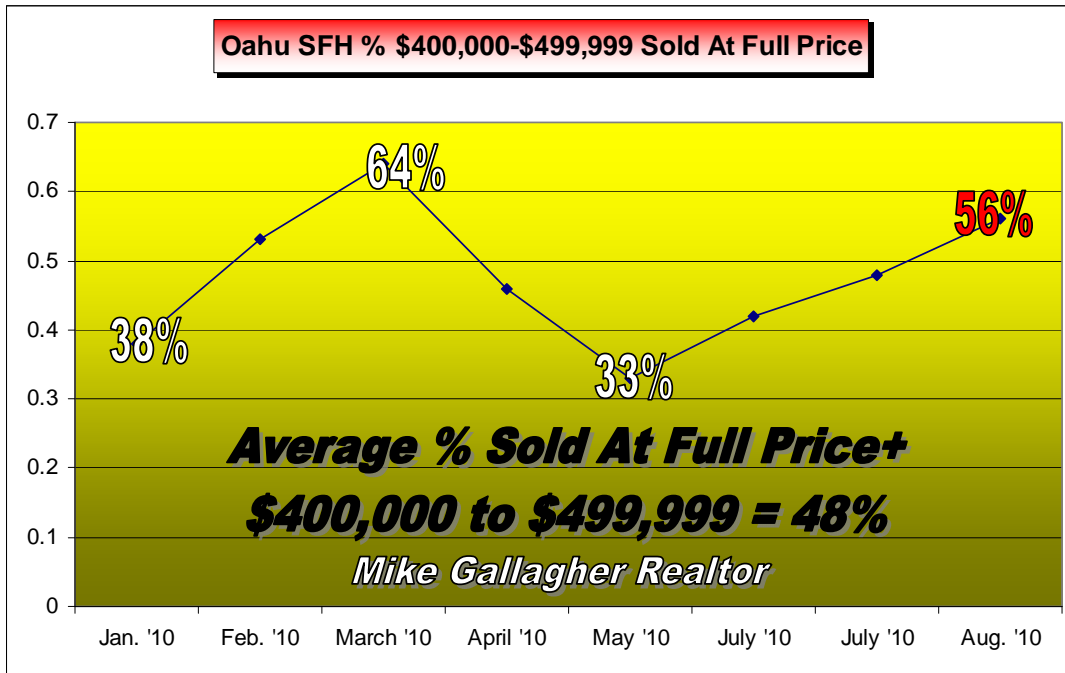 Oahu SFH % $400,000-$499,999 Sold At Full Price
0.7
0.6
0.5
0.4
0.3
0.2
0.1
0
64%
56%
38%
33%
Average % Sold At Full Price+
$400,000 to $499,999 = 48%
Mike Gallagher Realtor
Jan. '10 Feb. '10 March '10 April '10 May '10 July '10 July '10 Aug. '10